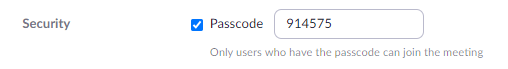 Security Passcode 914575
Only users who have the passcode can join the meeting